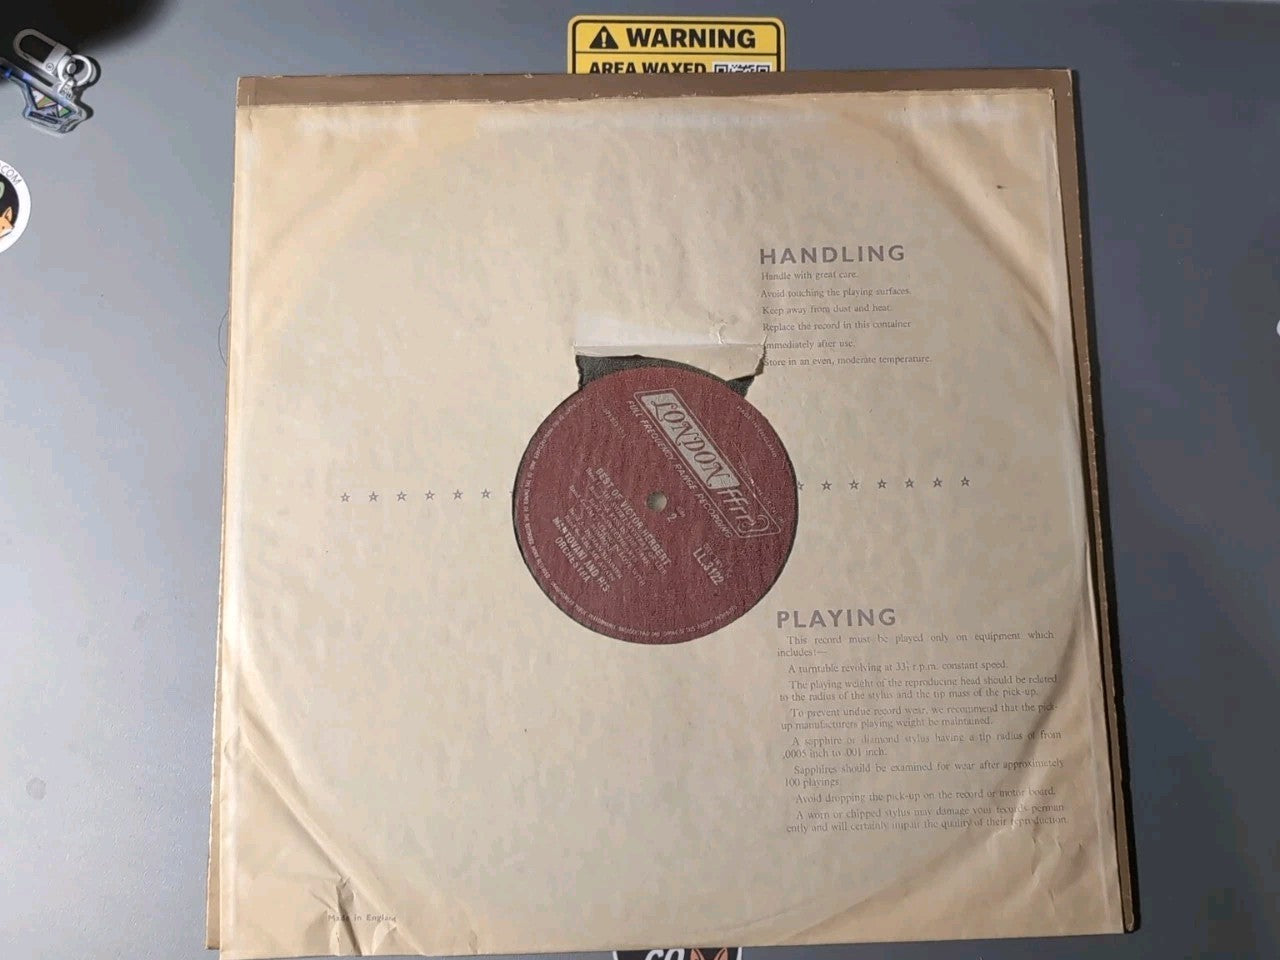 WARNING
AREA WAXED
COM
HANDLING
Handle with great care.
Avoid touching the playing surfaces.
Keep away from dust and heat.
Replace the record in this container
immediately after use.
Store in an even, moderate temperature.
LONDON ffrr
FULL FREQUENCY RANGE RECORDING
2
LL.3122
BEST OF VICTOR HERBERT
MANTOVANI AND HIS
ORCHESTRA
PLAYING
This record must be played only on equipment which
includes:—
A turntable revolving at 33⅓ r.p.m. constant speed.
The playing weight of the reproducing head should be related
to the radius of the stylus and the tip mass of the pick-up.
To prevent undue record wear, we recommend that the pick-
up manufacturers playing weight be maintained.
A sapphire or diamond stylus having a tip radius of from
.0005 inch to .001 inch.
Sapphires should be examined for wear after approximately
100 playings.
Avoid dropping the pick-up on the record or motor board.
A worn or chipped stylus may damage your records perman-
ently and will certainly impair the quality of their reproduction.
Made in England